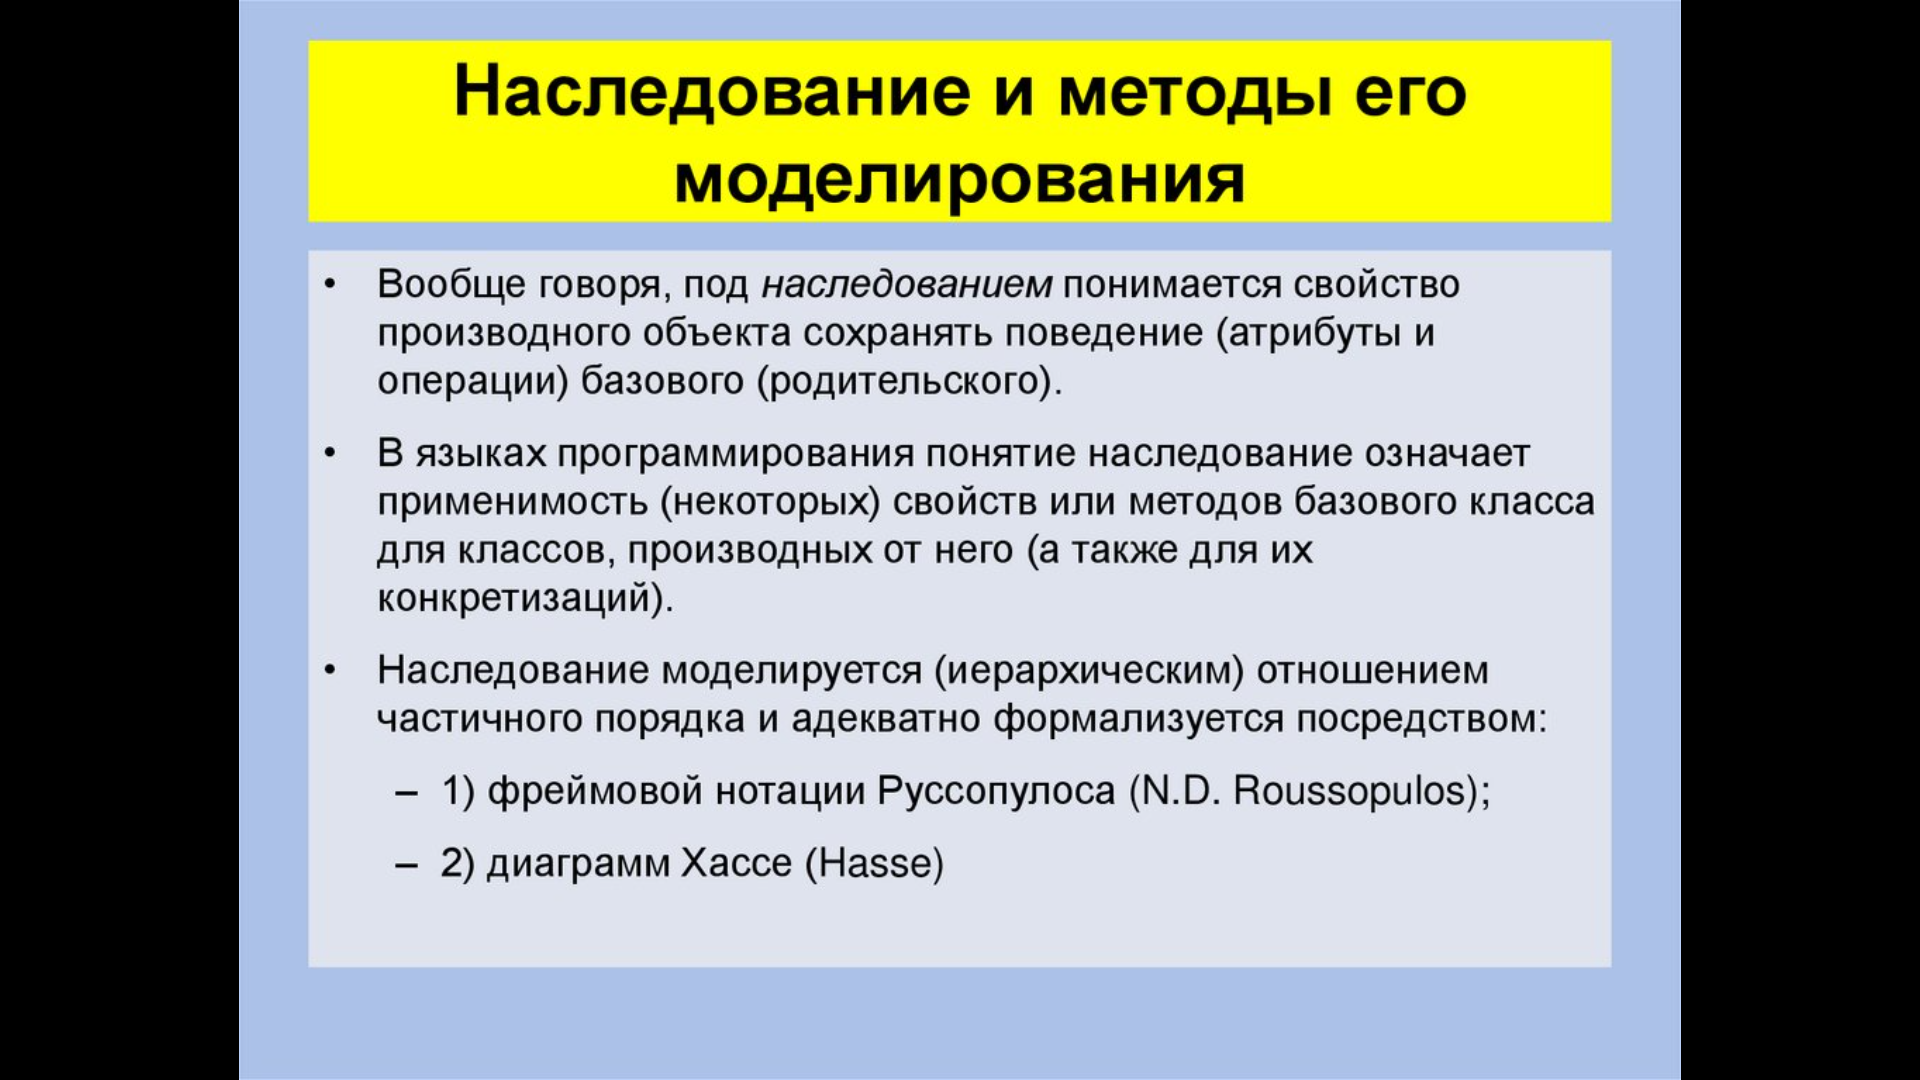 Наследование и методы его
моделирования
• Вообще говоря, под наследованием понимается свойство
производного объекта сохранять поведение (атрибуты и
операции) базового (родительского).
• В языках программирования понятие наследование означает
применимость (некоторых) свойств или методов базового класса
для классов, производных от него (а также для их
конкретизаций).
• Наследование моделируется (иерархическим) отношением
частичного порядка и адекватно формализуется посредством:
– 1) фреймовой нотации Руссопулоса (N.D. Roussopulos);
– 2) диаграмм Хассе (Hasse)